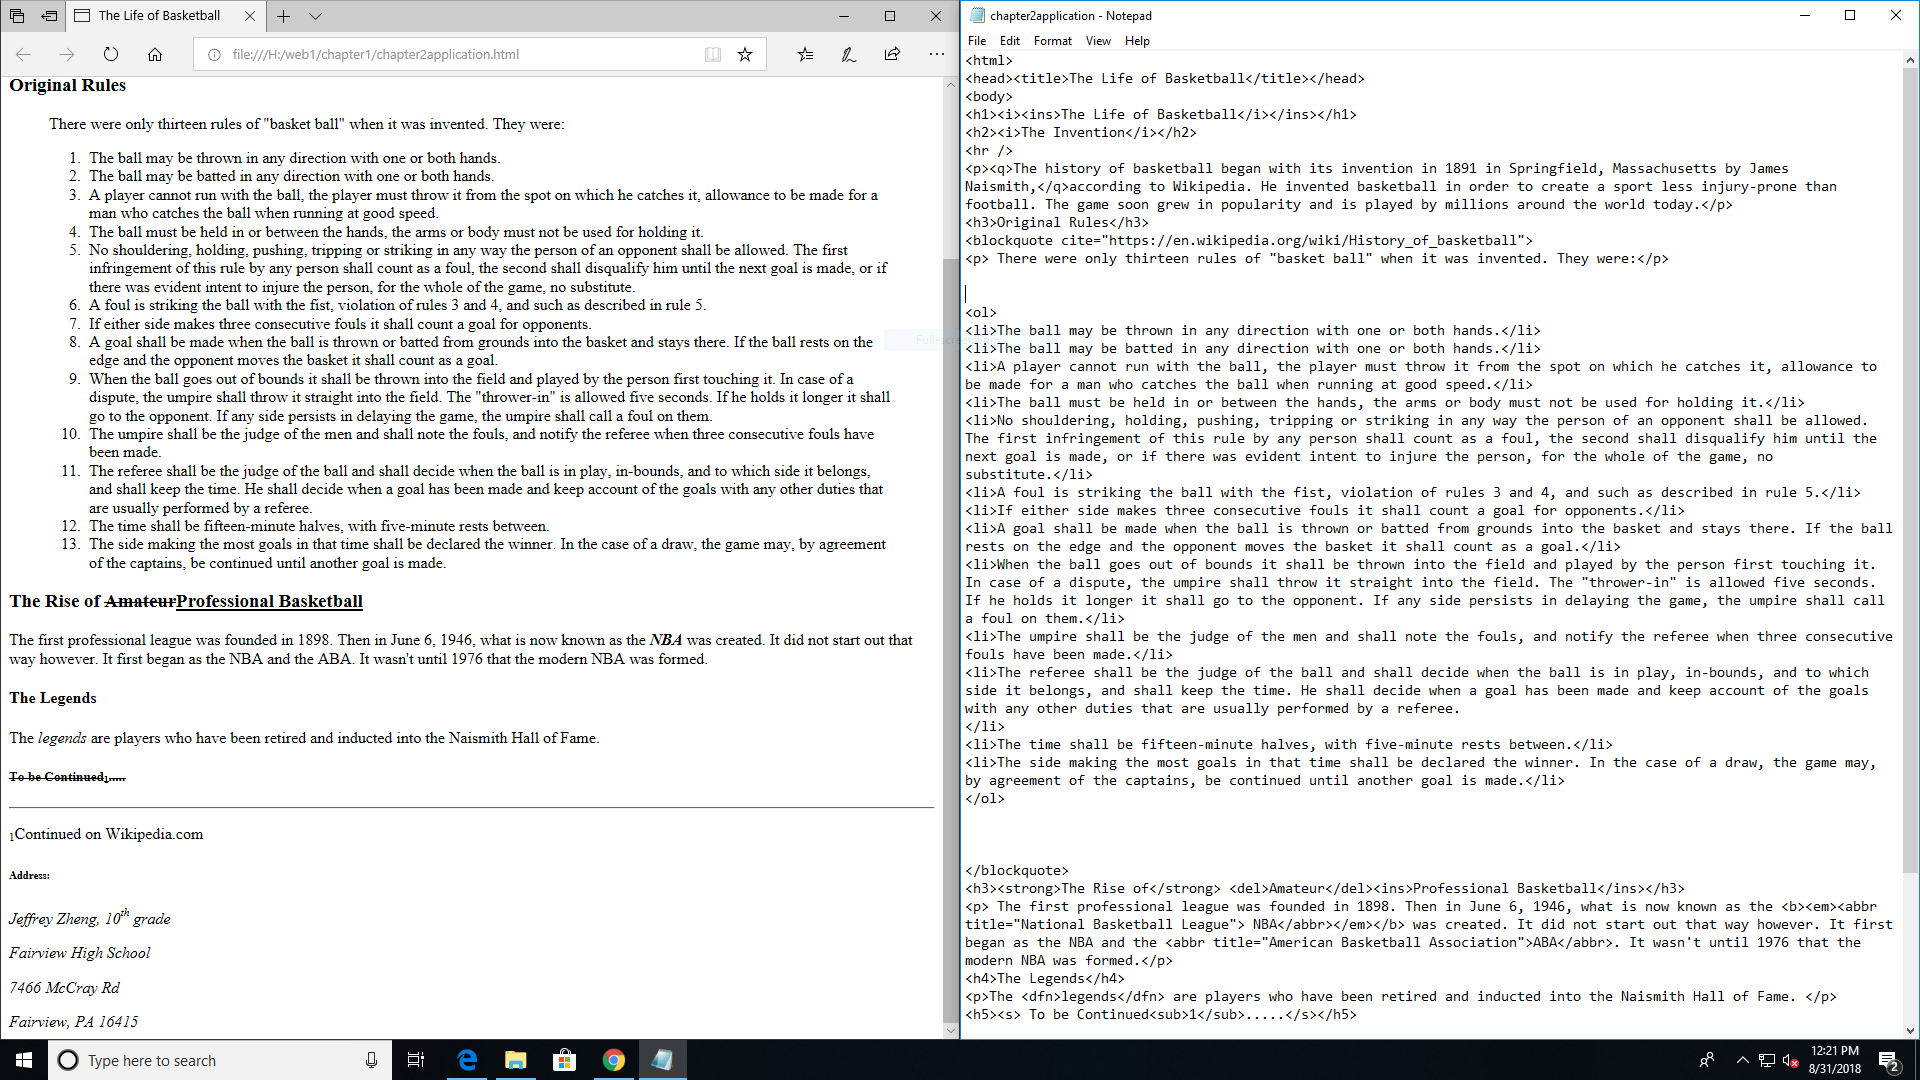 The Life of Basketball
file:///H:/web1/chapter1/chapter2application.html
Original Rules
There were only thirteen rules of "basket ball" when it was invented. They were:
1. The ball may be thrown in any direction with one or both hands.
2. The ball may be batted in any direction with one or both hands.
3. A player cannot run with the ball, the player must throw it from the spot on which he catches it, allowance to be made for a
man who catches the ball when running at good speed.
4. The ball must be held in or between the hands, the arms or body must not be used for holding it.
5. No shouldering, holding, pushing, tripping or striking in any way the person of an opponent shall be allowed. The first
infringement of this rule by any person shall count as a foul, the second shall disqualify him until the next goal is made, or if
there was evident intent to injure the person, for the whole of the game, no substitute.
6. A foul is striking the ball with the fist, violation of rules 3 and 4, and such as described in rule 5.
7. If either side makes three consecutive fouls it shall count a goal for opponents.
8. A goal shall be made when the ball is thrown or batted from grounds into the basket and stays there. If the ball rests on the
edge and the opponent moves the basket it shall count as a goal.
9. When the ball goes out of bounds it shall be thrown into the field and played by the person first touching it. In case of a
dispute, the umpire shall throw it straight into the field. The "thrower-in" is allowed five seconds. If he holds it longer it shall
go to the opponent. If any side persists in delaying the game, the umpire shall call a foul on them.
10. The umpire shall be the judge of the men and shall note the fouls, and notify the referee when three consecutive fouls have
been made.
11. The referee shall be the judge of the ball and shall decide when the ball is in play, in-bounds, and to which side it belongs,
and shall keep the time. He shall decide when a goal has been made and keep account of the goals with any other duties that
are usually performed by a referee.
12. The time shall be fifteen-minute halves, with five-minute rests between.
13. The side making the most goals in that time shall be declared the winner. In the case of a draw, the game may, by agreement
of the captains, be continued until another goal is made.
The Rise of AmateurProfessional Basketball
The first professional league was founded in 1898. Then in June 6, 1946, what is now known as the NBA was created. It did not start out that
way however. It first began as the NBA and the ABA. It wasn't until 1976 that the modern NBA was formed.
The Legends
The legends are players who have been retired and inducted into the Naismith Hall of Fame.
To be Continued1.....
1Continued on Wikipedia.com
Address:
Jeffrey Zheng, 10th grade
Fairview High School
7466 McCray Rd
Fairview, PA 16415
chapter2application - Notepad
File Edit Format View Help
<html>
<head><title>The Life of Basketball</title></head>
<body>
<h1><i><ins>The Life of Basketball</i></ins></h1>
<h2><i>The Invention</i></h2>
<hr />
<p><q>The history of basketball began with its invention in 1891 in Springfield, Massachusetts by James
Naismith,</q>according to Wikipedia. He invented basketball in order to create a sport less injury-prone than
football. The game soon grew in popularity and is played by millions around the world today.</p>
<h3>Original Rules</h3>
<blockquote cite="https://en.wikipedia.org/wiki/History_of_basketball">
<p> There were only thirteen rules of "basket ball" when it was invented. They were:</p>
<ol>
<li>The ball may be thrown in any direction with one or both hands.</li>
<li>The ball may be batted in any direction with one or both hands.</li>
<li>A player cannot run with the ball, the player must throw it from the spot on which he catches it, allowance to
be made for a man who catches the ball when running at good speed.</li>
<li>The ball must be held in or between the hands, the arms or body must not be used for holding it.</li>
<li>No shouldering, holding, pushing, tripping or striking in any way the person of an opponent shall be allowed.
The first infringement of this rule by any person shall count as a foul, the second shall disqualify him until the
next goal is made, or if there was evident intent to injure the person, for the whole of the game, no
substitute.</li>
<li>A foul is striking the ball with the fist, violation of rules 3 and 4, and such as described in rule 5.</li>
<li>If either side makes three consecutive fouls it shall count a goal for opponents.</li>
<li>A goal shall be made when the ball is thrown or batted from grounds into the basket and stays there. If the ball
rests on the edge and the opponent moves the basket it shall count as a goal.</li>
<li>When the ball goes out of bounds it shall be thrown into the field and played by the person first touching it.
In case of a dispute, the umpire shall throw it straight into the field. The "thrower-in" is allowed five seconds.
If he holds it longer it shall go to the opponent. If any side persists in delaying the game, the umpire shall call
a foul on them.</li>
<li>The umpire shall be the judge of the men and shall note the fouls, and notify the referee when three consecutive
fouls have been made.</li>
<li>The referee shall be the judge of the ball and shall decide when the ball is in play, in-bounds, and to which
side it belongs, and shall keep the time. He shall decide when a goal has been made and keep account of the goals
with any other duties that are usually performed by a referee.
</li>
<li>The time shall be fifteen-minute halves, with five-minute rests between.</li>
<li>The side making the most goals in that time shall be declared the winner. In the case of a draw, the game may,
by agreement of the captains, be continued until another goal is made.</li>
</ol>
</blockquote>
<h3><strong>The Rise of</strong> <del>Amateur</del><ins>Professional Basketball</ins></h3>
<p> The first professional league was founded in 1898. Then in June 6, 1946, what is now known as the <b><em><abbr
title="National Basketball League"> NBA</abbr></em></b> was created. It did not start out that way however. It first
began as the NBA and the <abbr title="American Basketball Association">ABA</abbr>. It wasn't until 1976 that the
modern NBA was formed.</p>
<h4>The Legends</h4>
<p>The <dfn>legends</dfn> are players who have been retired and inducted into the Naismith Hall of Fame. </p>
<h5><s> To be Continued<sub>1</sub>.....</s></h5>
Type here to search
12:21 PM
8/31/2018
2